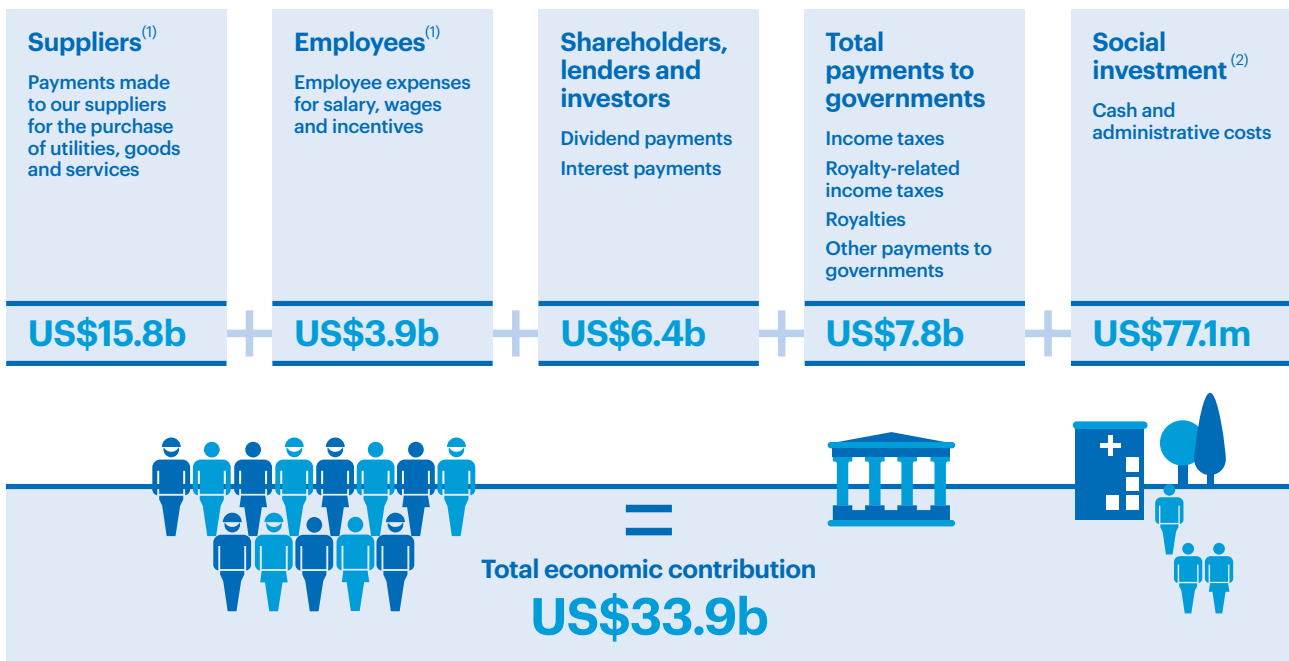 Suppliers(1)
Payments made
to our suppliers
for the purchase
of utilities, goods
and services
US$15.8b
+
Employees(1)
Employee expenses
for salary, wages
and incentives
US$3.9b
+
Shareholders,
lenders and
investors
Dividend payments
Interest payments
US$6.4b
+
Total
payments to
governments
Income taxes
Royalty-related
income taxes
Royalties
Other payments to
governments
US$7.8b
+
Social
investment (2)
Cash and
administrative costs
US$77.1m
=
Total economic contribution
US$33.9b